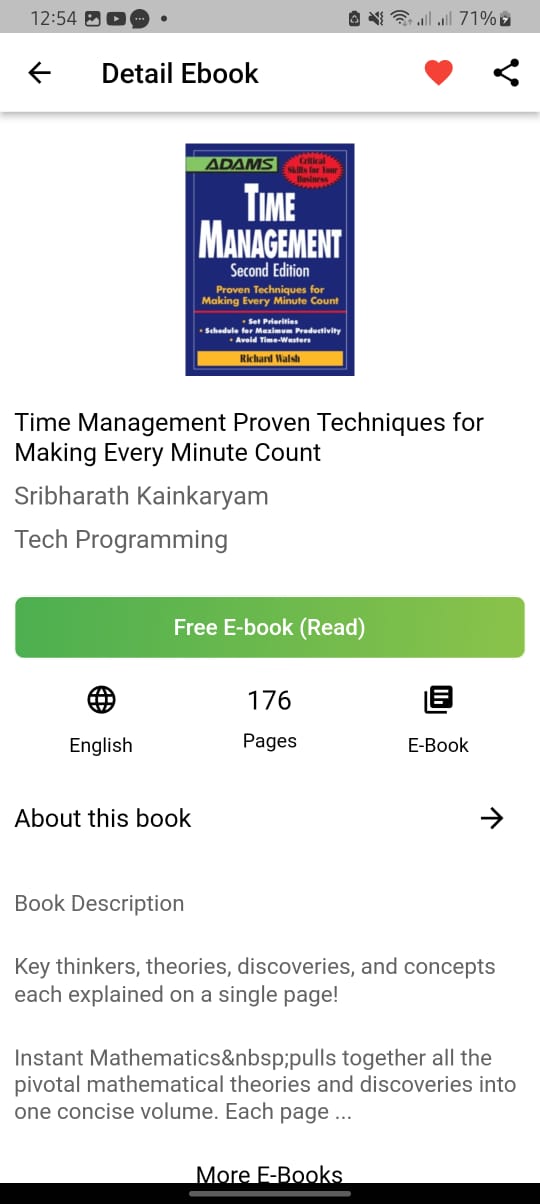 12:54
71%
Detail Ebook
ADAMS
Critical
Skills for Your
Business
TIME
MANAGEMENT
Second Edition
Proven Techniques for
Making Every Minute Count
• Set Priorities
• Schedule for Maximum Productivity
• Avoid Time-Wasters
Richard Walsh
Time Management Proven Techniques for
Making Every Minute Count
Sribharath Kainkaryam
Tech Programming
Free E-book (Read)
176
English
Pages
E-Book
About this book
Book Description
Key thinkers, theories, discoveries, and concepts
each explained on a single page!
Instant Mathematics&nbsp;pulls together all the
pivotal mathematical theories and discoveries into
one concise volume. Each page ...
More E-Books